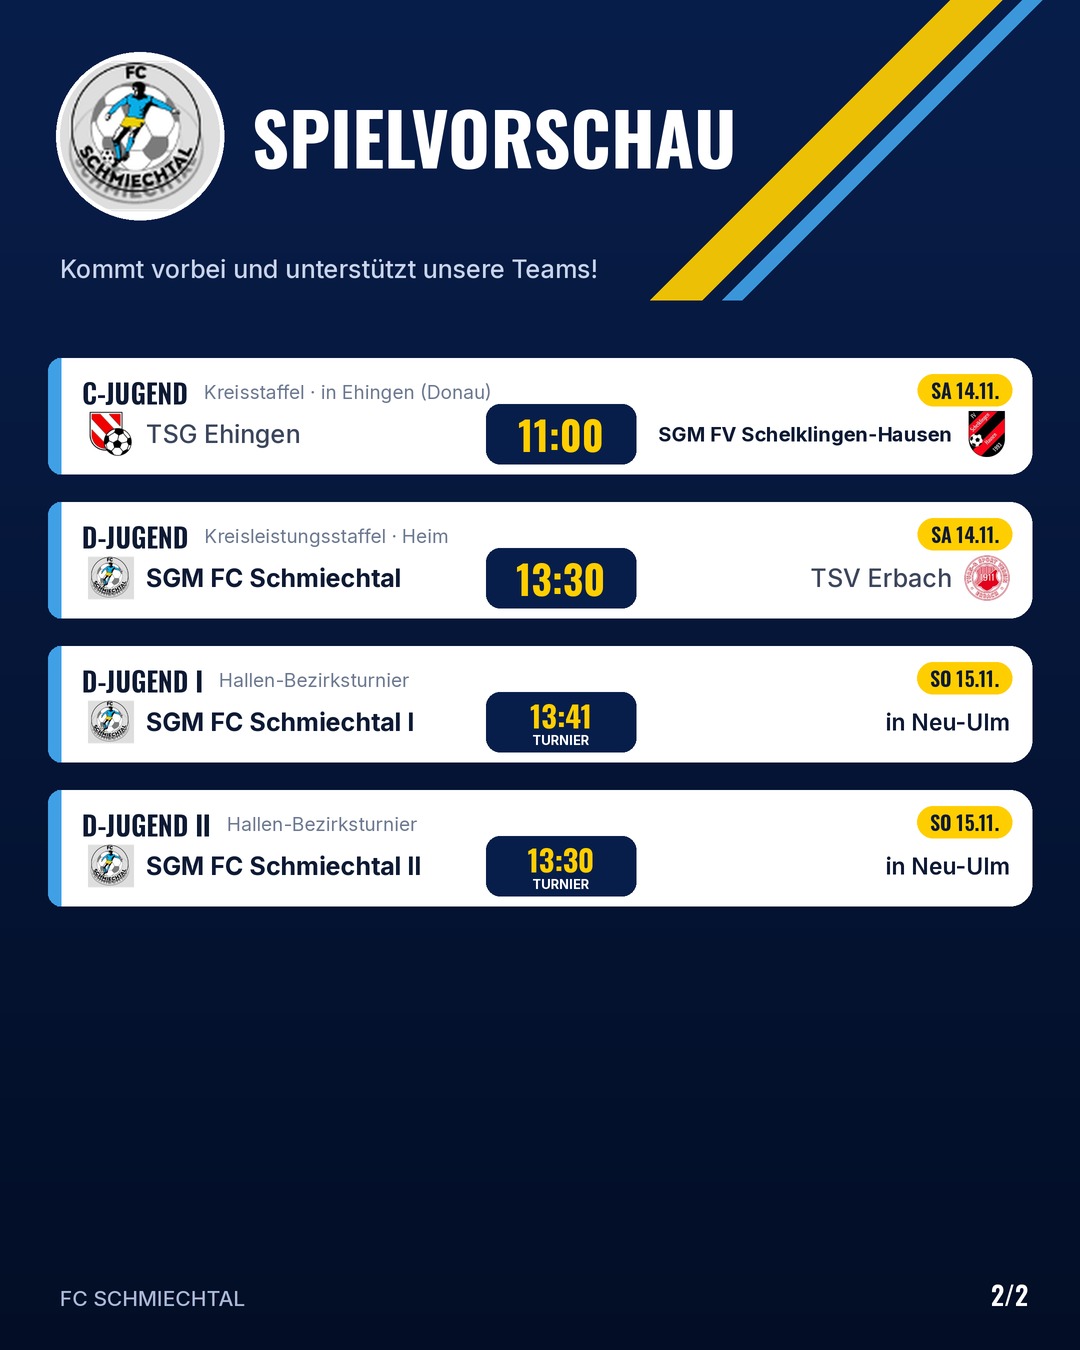 FC
SCHMIECHTAL
SPIELVORSCHAU
Kommt vorbei und unterstützt unsere Teams!
C-JUGEND Kreisstaffel · in Ehingen (Donau) SA 14.11.
TSG Ehingen 11:00 SGM FV Schelklingen-Hausen
D-JUGEND Kreisleistungsstaffel · Heim SA 14.11.
SGM FC Schmiechtal 13:30 TSV Erbach
1911
D-JUGEND I Hallen-Bezirksturnier SO 15.11.
SGM FC Schmiechtal I 13:41 in Neu-Ulm
TURNIER
D-JUGEND II Hallen-Bezirksturnier SO 15.11.
SGM FC Schmiechtal II 13:30 in Neu-Ulm
TURNIER
FC SCHMIECHTAL 2/2